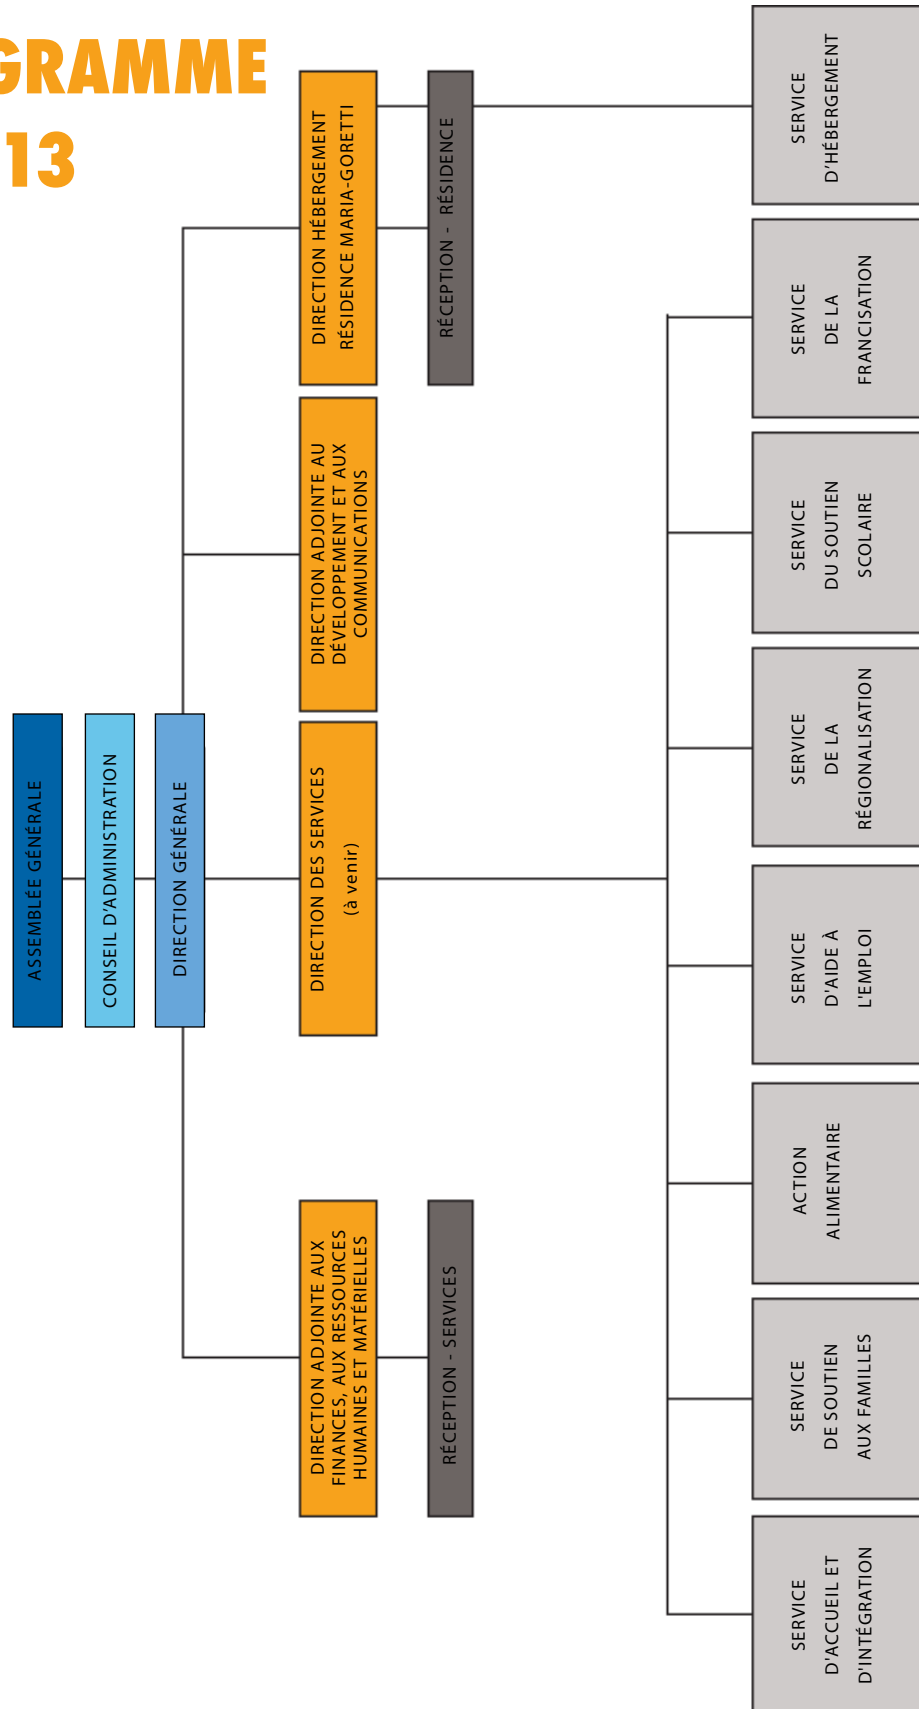 GRAMME
13
ASSEMBLÉE GÉNÉRALE
CONSEIL D'ADMINISTRATION
DIRECTION GÉNÉRALE
DIRECTION ADJOINTE AUX
FINANCES, AUX RESSOURCES
HUMAINES ET MATÉRIELLES
DIRECTION DES SERVICES
(à venir)
DIRECTION ADJOINTE AU
DÉVELOPPEMENT ET AUX
COMMUNICATIONS
DIRECTION HÉBERGEMENT
RÉSIDENCE MARIA-GORETTI
RÉCEPTION - SERVICES
RÉCEPTION - RÉSIDENCE
SERVICE
D'ACCUEIL ET
D'INTÉGRATION
SERVICE
DE SOUTIEN
AUX FAMILLES
ACTION
ALIMENTAIRE
SERVICE
D'AIDE À
L'EMPLOI
SERVICE
DE LA
RÉGIONALISATION
SERVICE
DU SOUTIEN
SCOLAIRE
SERVICE
DE LA
FRANCISATION
SERVICE
D'HÉBERGEMENT